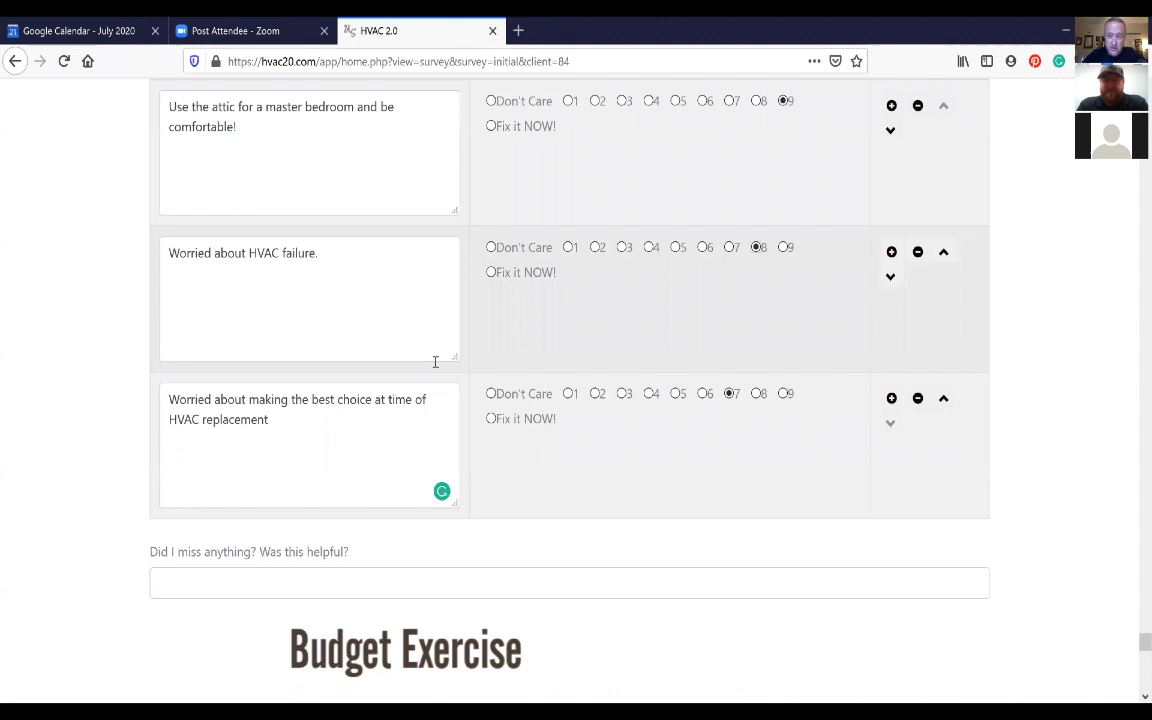 Google Calendar - July 2020
Post Attendee - Zoom
HVAC 2.0
https://hvac20.com/app/home.php?view=survey&survey=initial&client=84
Use the attic for a master bedroom and be
comfortable!
Don't Care 1 2 3 4 5 6 7 8 9
Fix it NOW!
Worried about HVAC failure.
Don't Care 1 2 3 4 5 6 7 8 9
Fix it NOW!
Worried about making the best choice at time of
HVAC replacement
Don't Care 1 2 3 4 5 6 7 8 9
Fix it NOW!
Did I miss anything? Was this helpful?
Budget Exercise